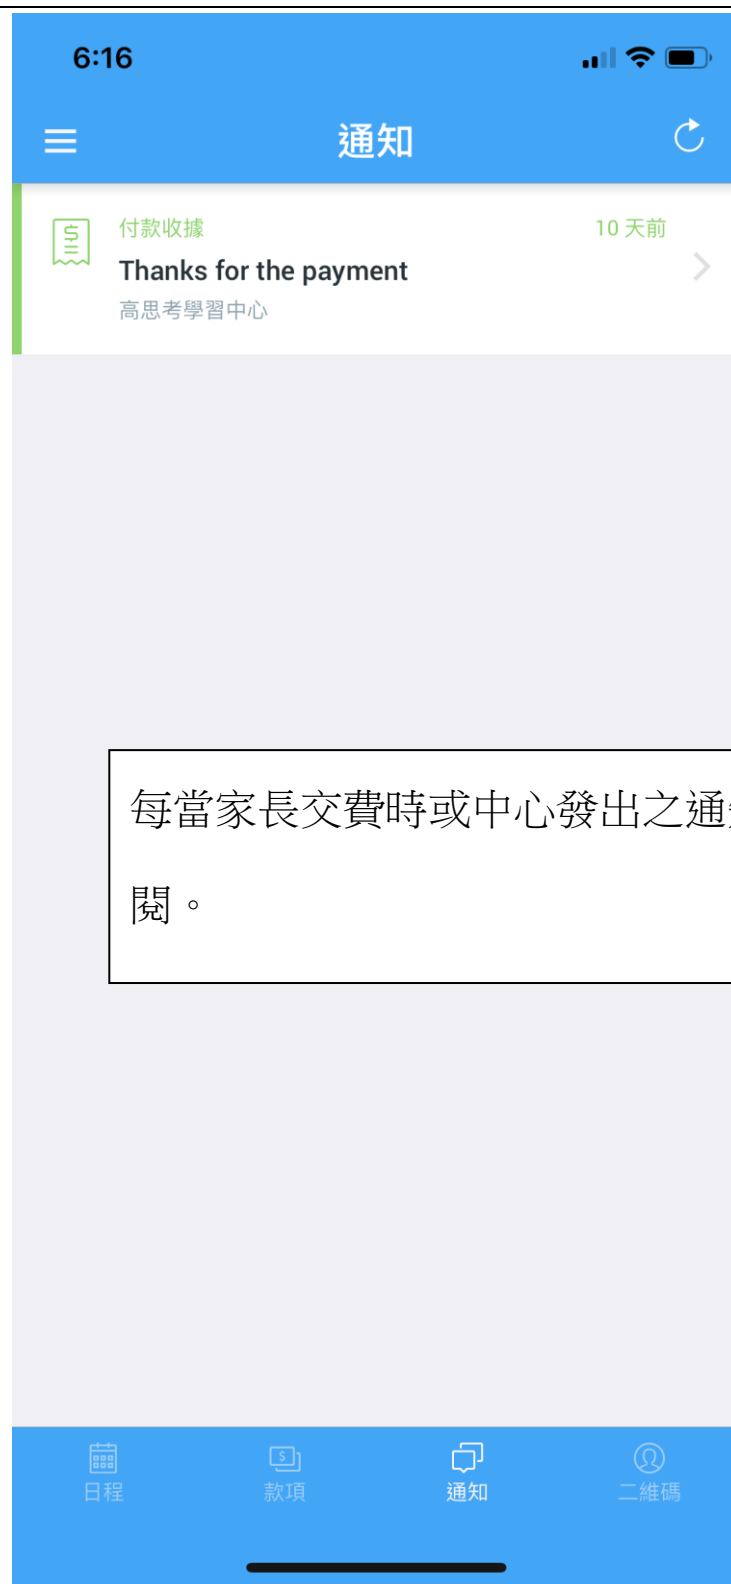 6:16
通知
付款收據
10 天前
Thanks for the payment
高思考學習中心
每當家長交費時或中心發出之通
閱。
日程
款項
通知
二維碼